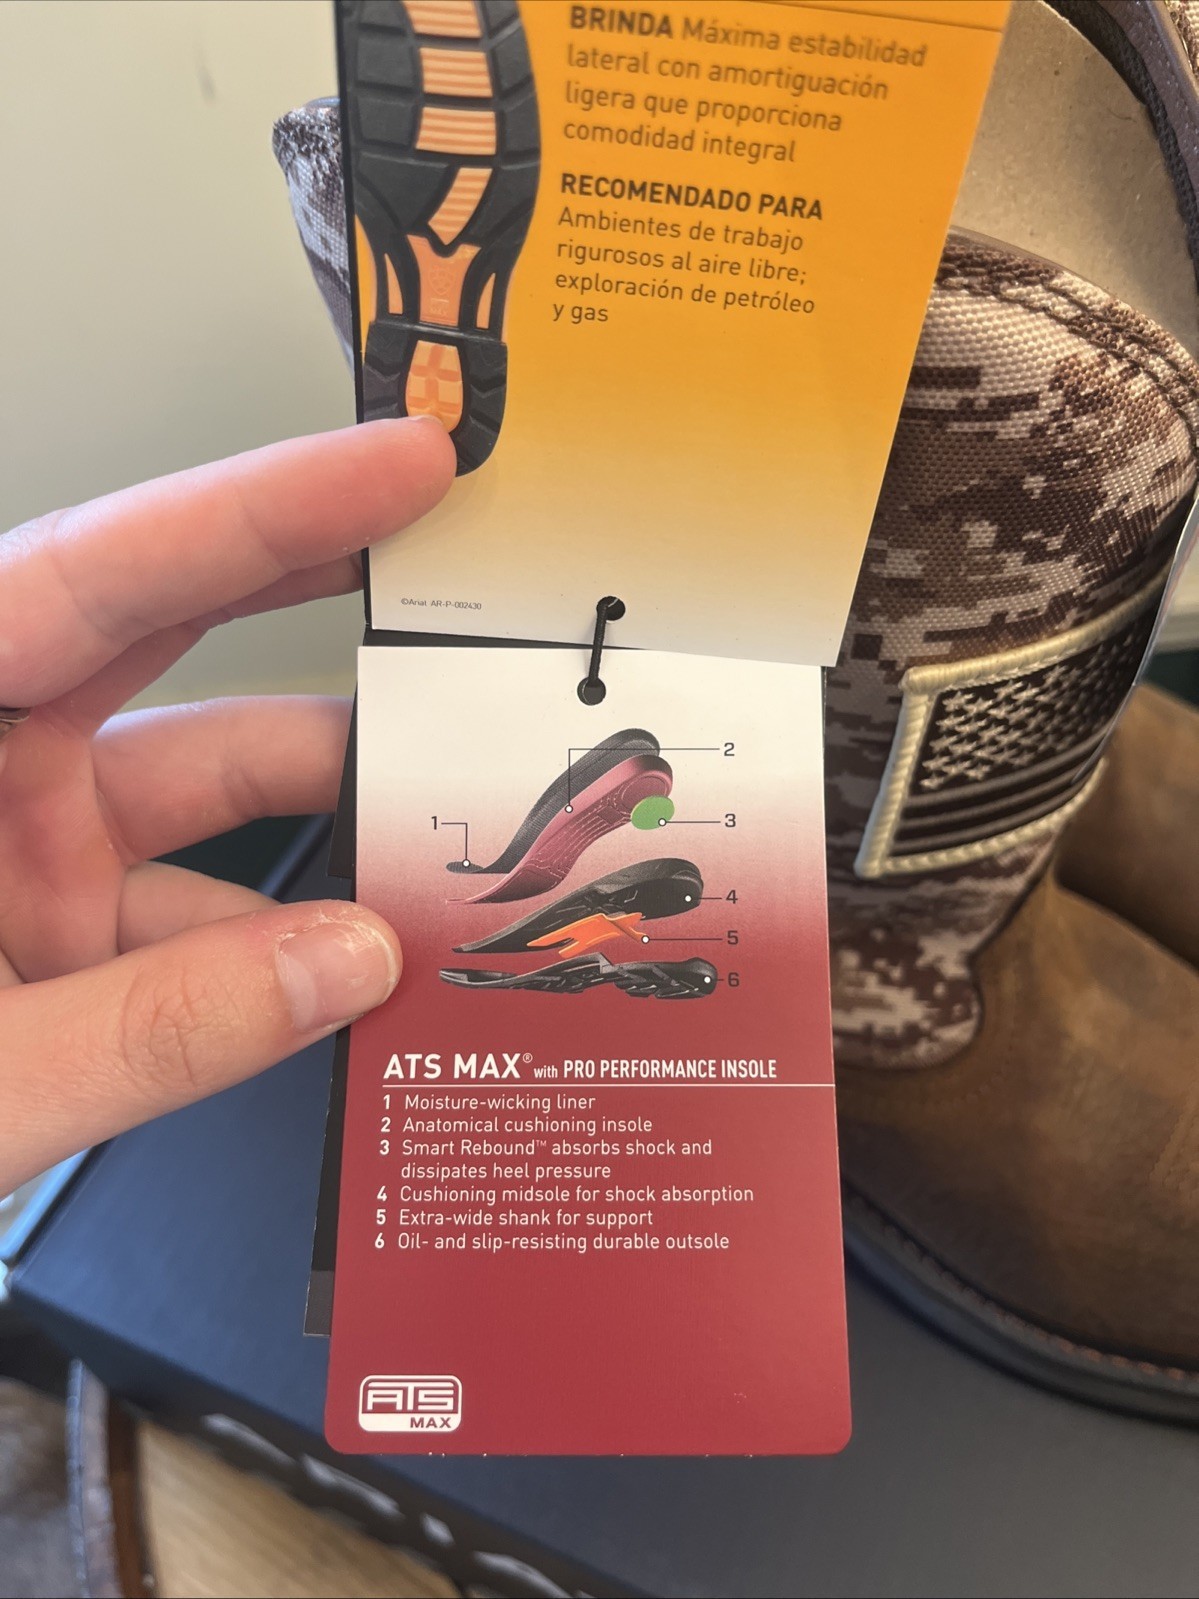 BRINDA Máxima estabilidad
lateral con amortiguación
ligera que proporciona
comodidad integral
RECOMENDADO PARA
Ambientes de trabajo
rigurosos al aire libre;
exploración de petróleo
y gas
©Ariat AR-P-002430
2
1
3
4
5
6
ATS MAX® with PRO PERFORMANCE INSOLE
1 Moisture-wicking liner
2 Anatomical cushioning insole
3 Smart Rebound™ absorbs shock and
dissipates heel pressure
4 Cushioning midsole for shock absorption
5 Extra-wide shank for support
6 Oil- and slip-resisting durable outsole
ATS
MAX